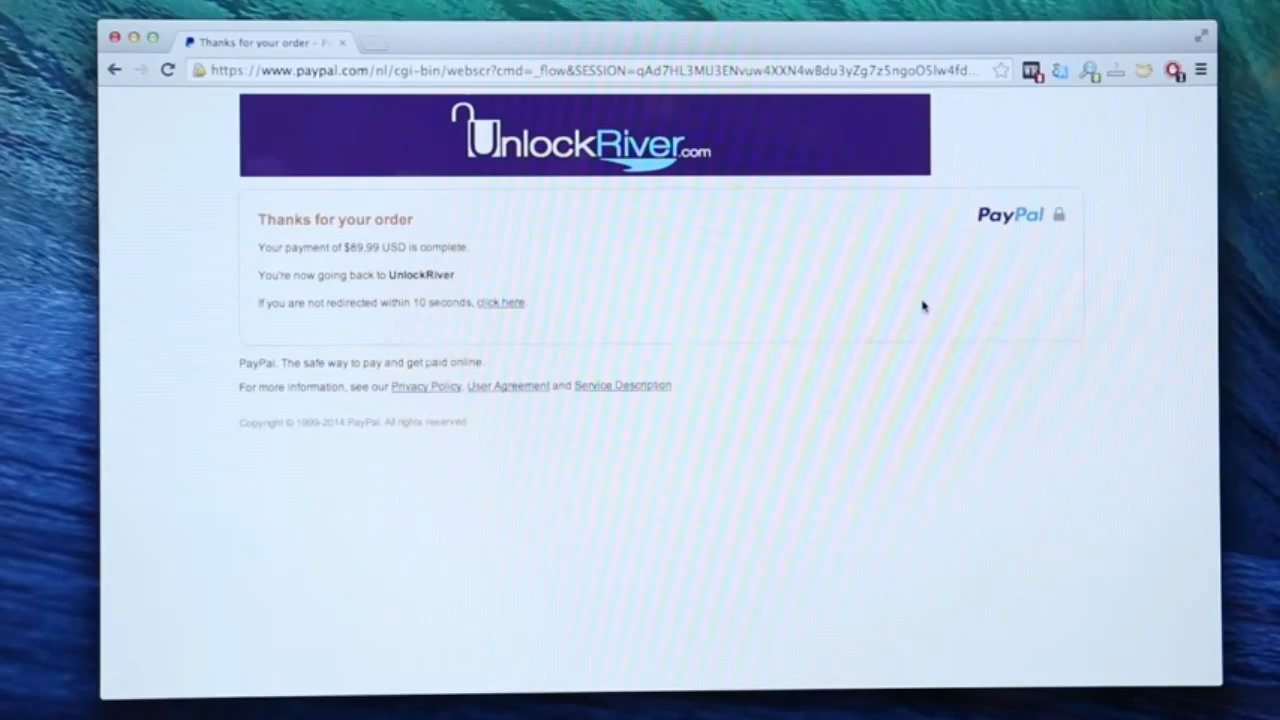 Thanks for your order - P
https://www.paypal.com/nl/cgi-bin/webscr?cmd=_flow&SESSION=qAd7HL3MU3ENvuw4XXN4wBdu3yZg7z5ngoO5lw4fd...
UnlockRiver.com
Thanks for your order
PayPal
Your payment of $89.99 USD is complete.
You're now going back to UnlockRiver
If you are not redirected within 10 seconds, click here.
PayPal. The safe way to pay and get paid online.
For more information, see our Privacy Policy, User Agreement and Service Description
Copyright © 1999-2014 PayPal. All rights reserved.